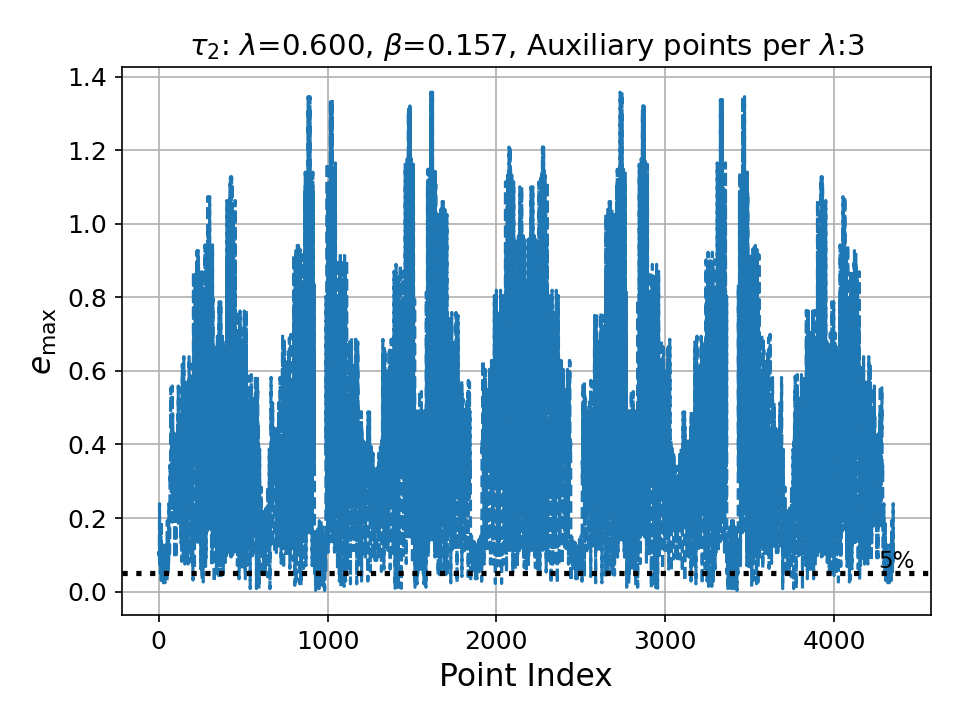 τ₂: λ=0.600, β=0.157, Auxiliary points per λ:3
1.4
1.2
1.0
0.8
0.6
0.4
0.2
0.0
e_max
5%
0 1000 2000 3000 4000
Point Index